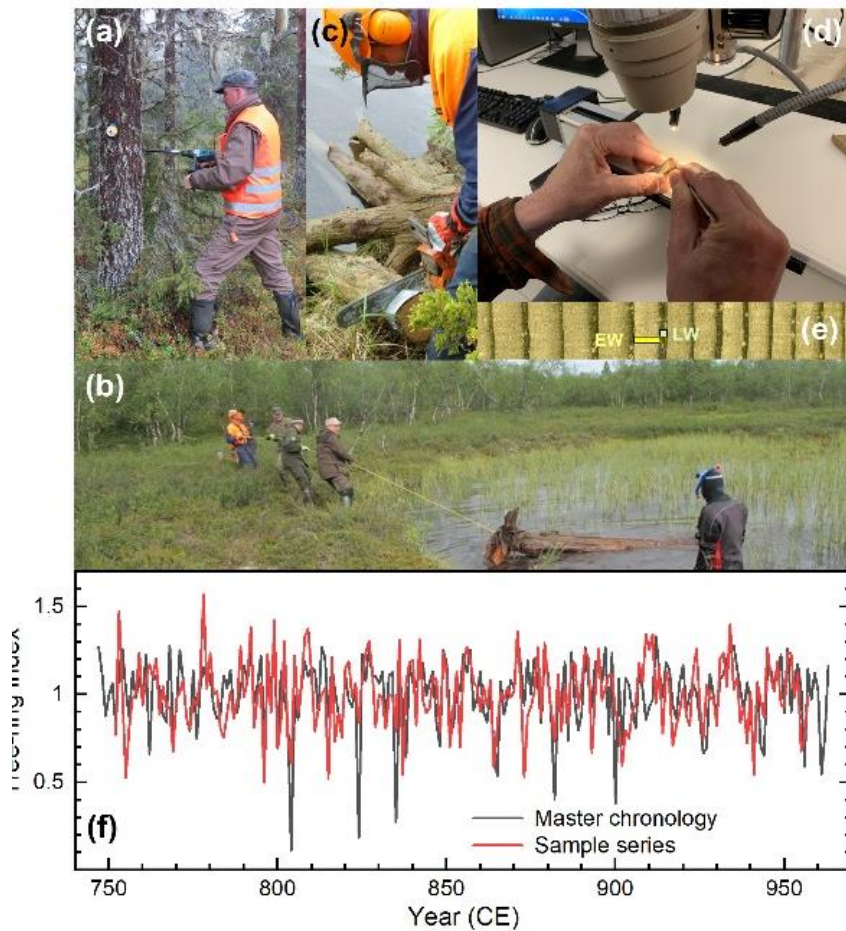 (a)
(c)
(d)
EW
LW
(e)
(b)
1.5
1
0.5
(f)
Master chronology
Sample series
750
800
850
900
950
Year (CE)